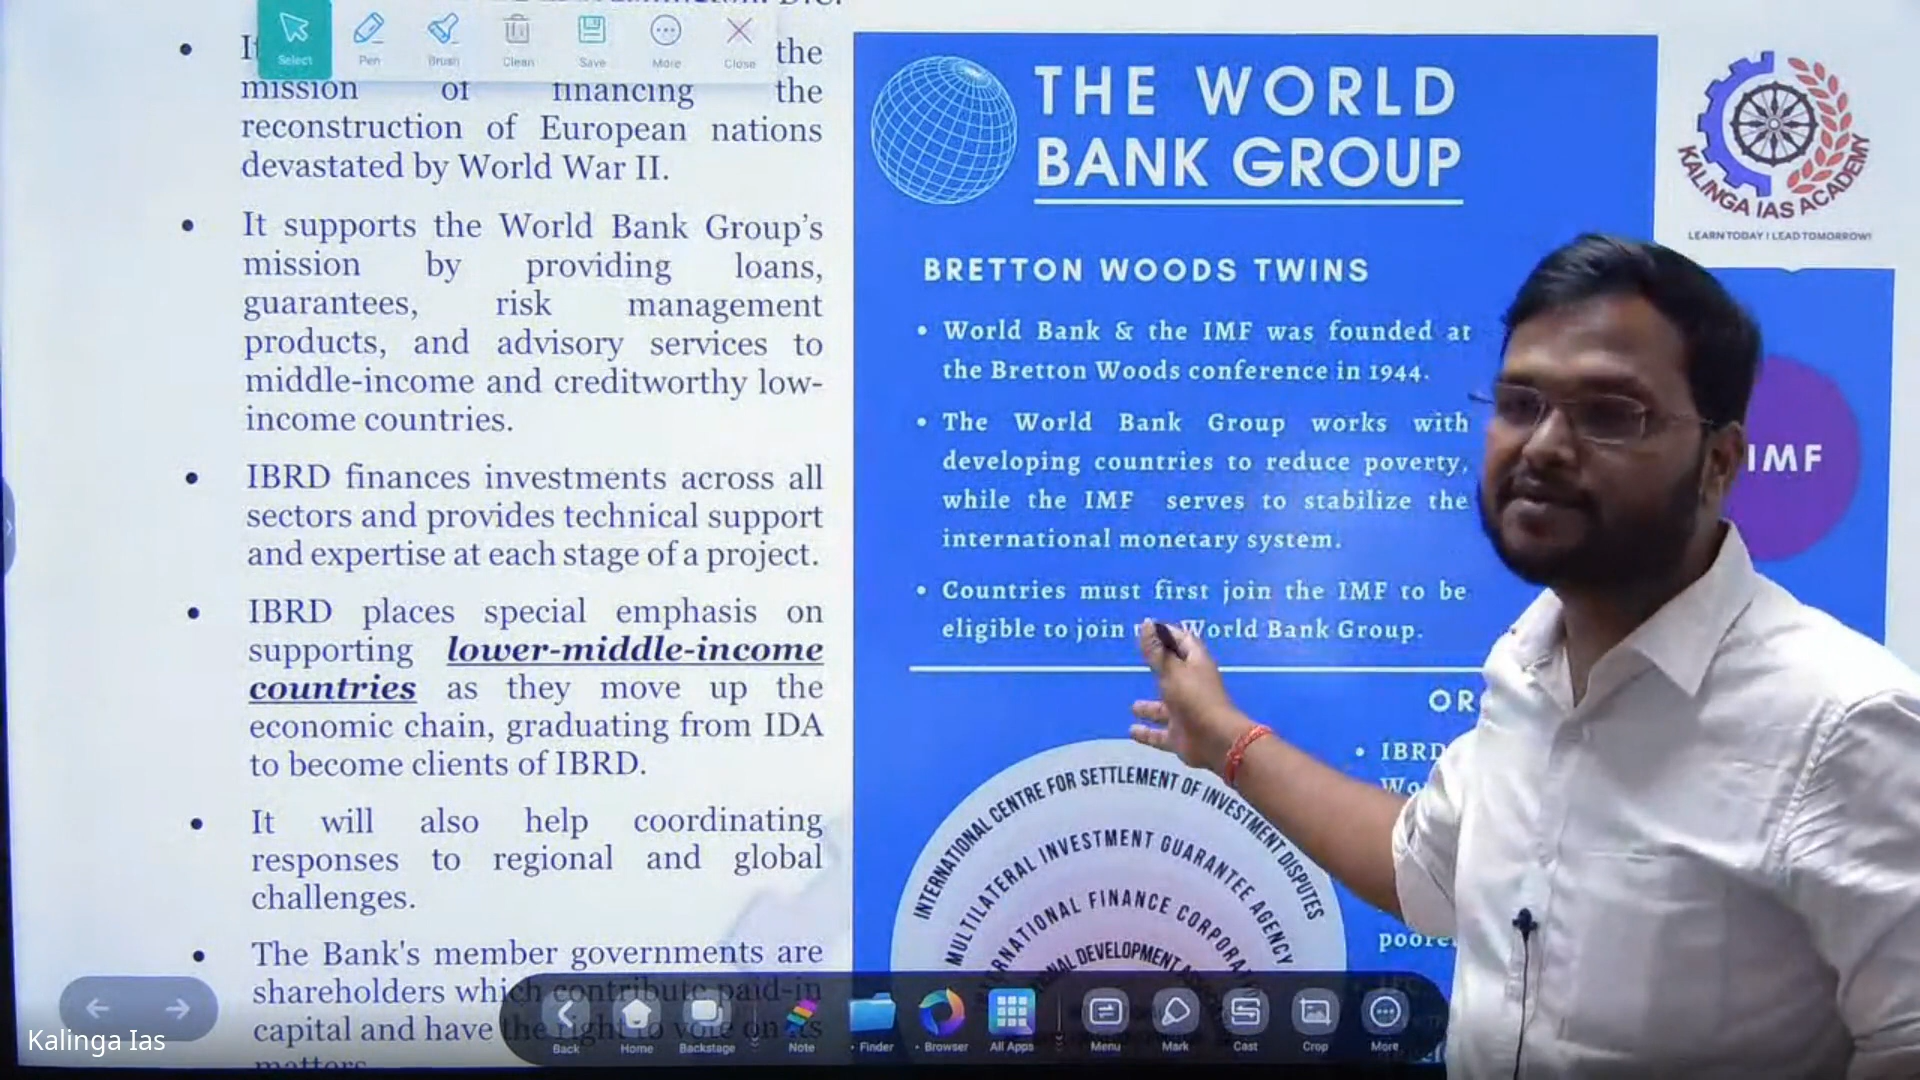 Select
Pen
Brush
Clean
Save
More
Close
the
mission of financing the
reconstruction of European nations
devastated by World War II.
It supports the World Bank Group’s
mission by providing loans,
guarantees, risk management
products, and advisory services to
middle-income and creditworthy low-
income countries.
IBRD finances investments across all
sectors and provides technical support
and expertise at each stage of a project.
IBRD places special emphasis on
supporting lower-middle-income
countries as they move up the
economic chain, graduating from IDA
to become clients of IBRD.
It will also help coordinating
responses to regional and global
challenges.
The Bank's member governments are
shareholders which contribute paid-in
capital and have the right to vote on its
matters.
THE WORLD
BANK GROUP
BRETTON WOODS TWINS
World Bank & the IMF was founded at
the Bretton Woods conference in 1944.
The World Bank Group works with
developing countries to reduce poverty,
while the IMF serves to stabilize the
international monetary system.
Countries must first join the IMF to be
eligible to join World Bank Group.
IBRD
INTERNATIONAL CENTRE FOR SETTLEMENT OF INVESTMENT DISPUTES
MULTILATERAL INVESTMENT GUARANTEE AGENCY
FINANCE
DEVELOPMENT
IMF
KALINGA IAS ACADEMY
LEARN TODAY I LEAD TOMORROW!
Kalinga Ias
Back
Home
Backstage
Note
Finder
Browser
All Apps
Menu
Mark
Cast
Crop
More